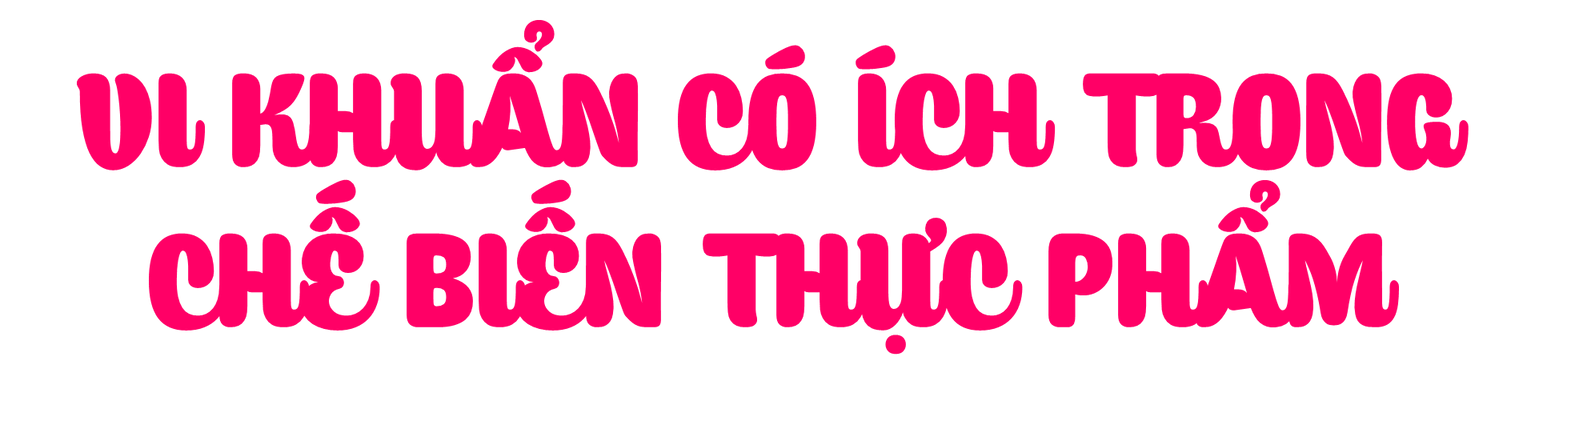 VI KHUẨN CÓ ÍCH TRONG
CHẾ BIẾN THỰC PHẨM